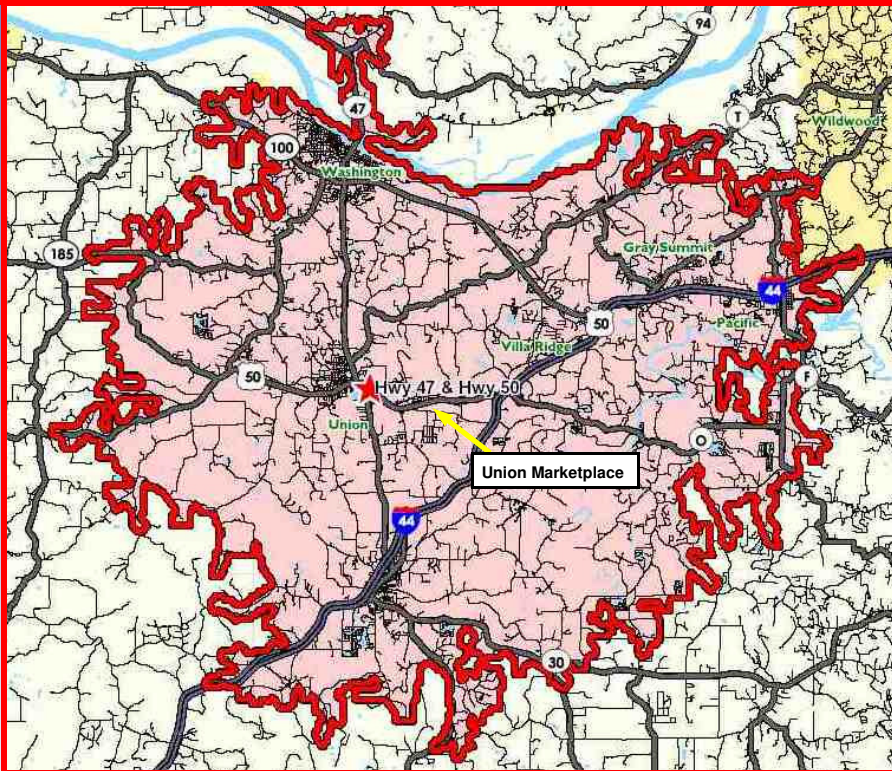 94
47
T
Wildwood
100
Washington
185
Gray Summit
44
50
Pacific
Villa Ridge
50
F
Hwy 47 & Hwy 50
Union
O
Union Marketplace
44
30